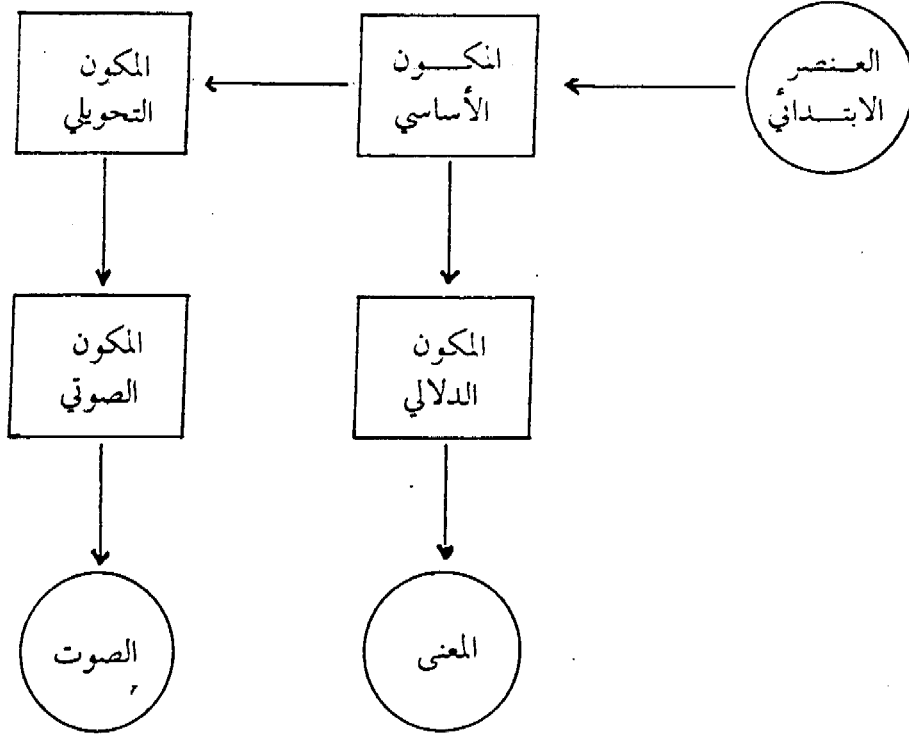 العنصر
الابتدائي
المكون
الأساسي
المكون
التحويلي
المكون
الدلالي
المكون
الصوتي
المعنى
الصوت